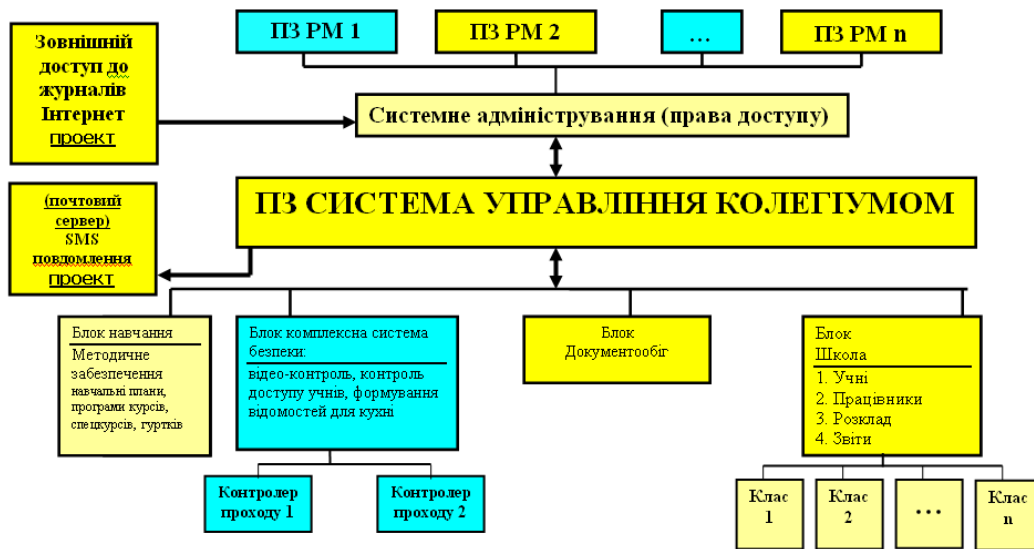 Зовнішній
доступ до
журналів
Інтернет
проект
ПЗ РМ 1
ПЗ РМ 2
...
ПЗ РМ n
Системне адміністрування (права доступу)
ПЗ СИСТЕМА УПРАВЛІННЯ КОЛЕГІУМОМ
(почтовий
сервер)
SMS
повдомлення
проект
Блок навчання
Методичне
забезпечення
навчальні плани,
програми курсів,
спецкурсів, гуртків
Блок комплексна система
безпеки:
відео-контроль, контроль
доступу учнів, формування
відомостей для кухні
Блок
Документообіг
Блок
Школа
1. Учні
2. Працівники
3. Розклад
4. Звіти
Контролер
проходу 1
Контролер
проходу 2
Клас
1
Клас
2
...
Клас
n